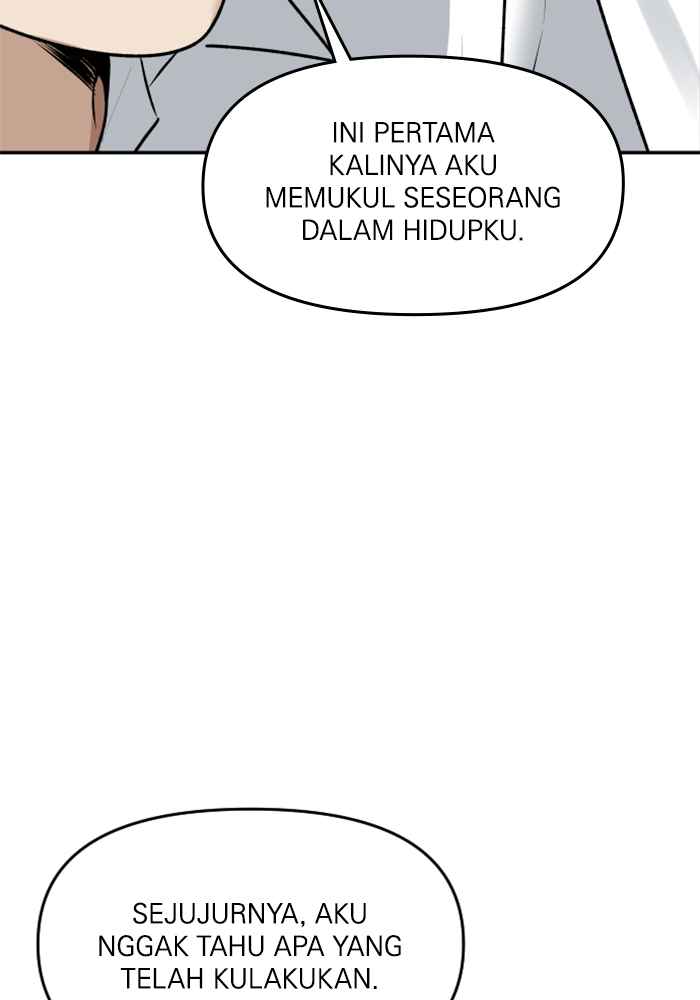 INI PERTAMA
KALINYA AKU
MEMUKUL SESEORANG
DALAM HIDUPKU.
SEJUJURNYA, AKU
NGGAK TAHU APA YANG
TELAH KULAKUKAN.